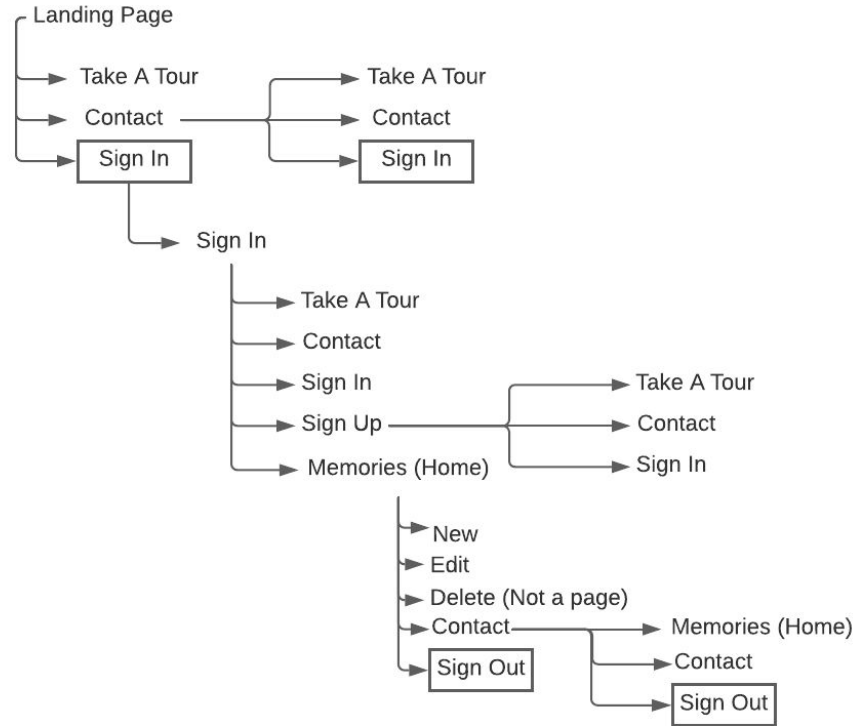 Landing Page
Take A Tour
Take A Tour
Contact
Contact
Sign In
Sign In
Sign In
Take A Tour
Contact
Sign In
Take A Tour
Sign Up
Contact
Sign In
Memories (Home)
New
Edit
Delete (Not a page)
Contact
Memories (Home)
Contact
Sign Out
Sign Out